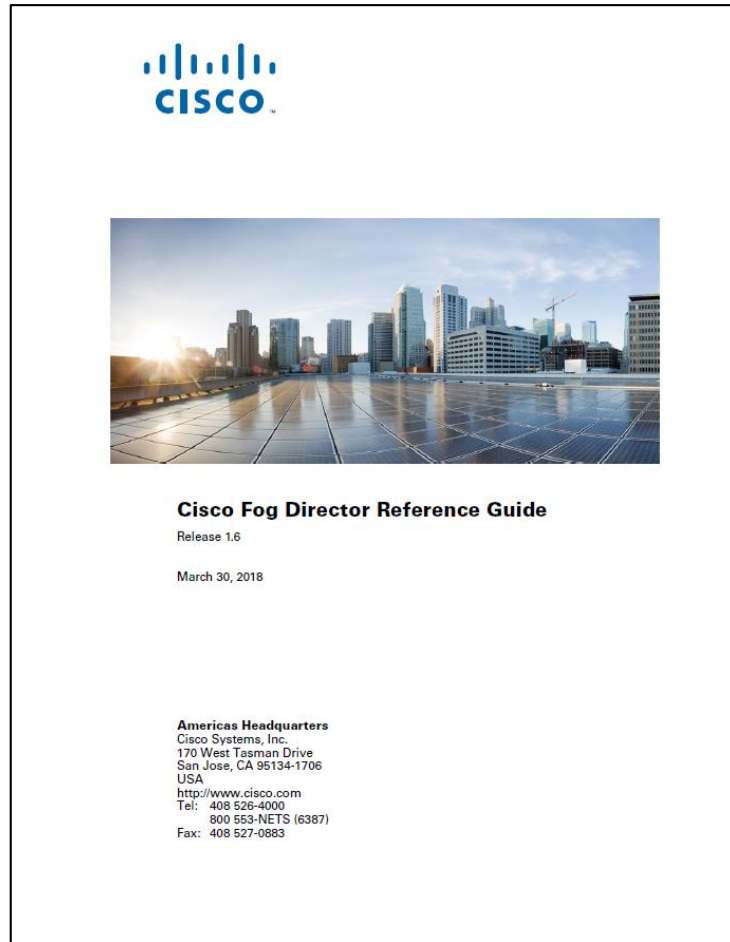 CISCO
Cisco Fog Director Reference Guide
Release 1.6
March 30, 2018
Americas Headquarters
Cisco Systems, Inc.
170 West Tasman Drive
San Jose, CA 95134-1706
USA
http://www.cisco.com
Tel: 408 526-4000
800 553-NETS (6387)
Fax: 408 527-0883